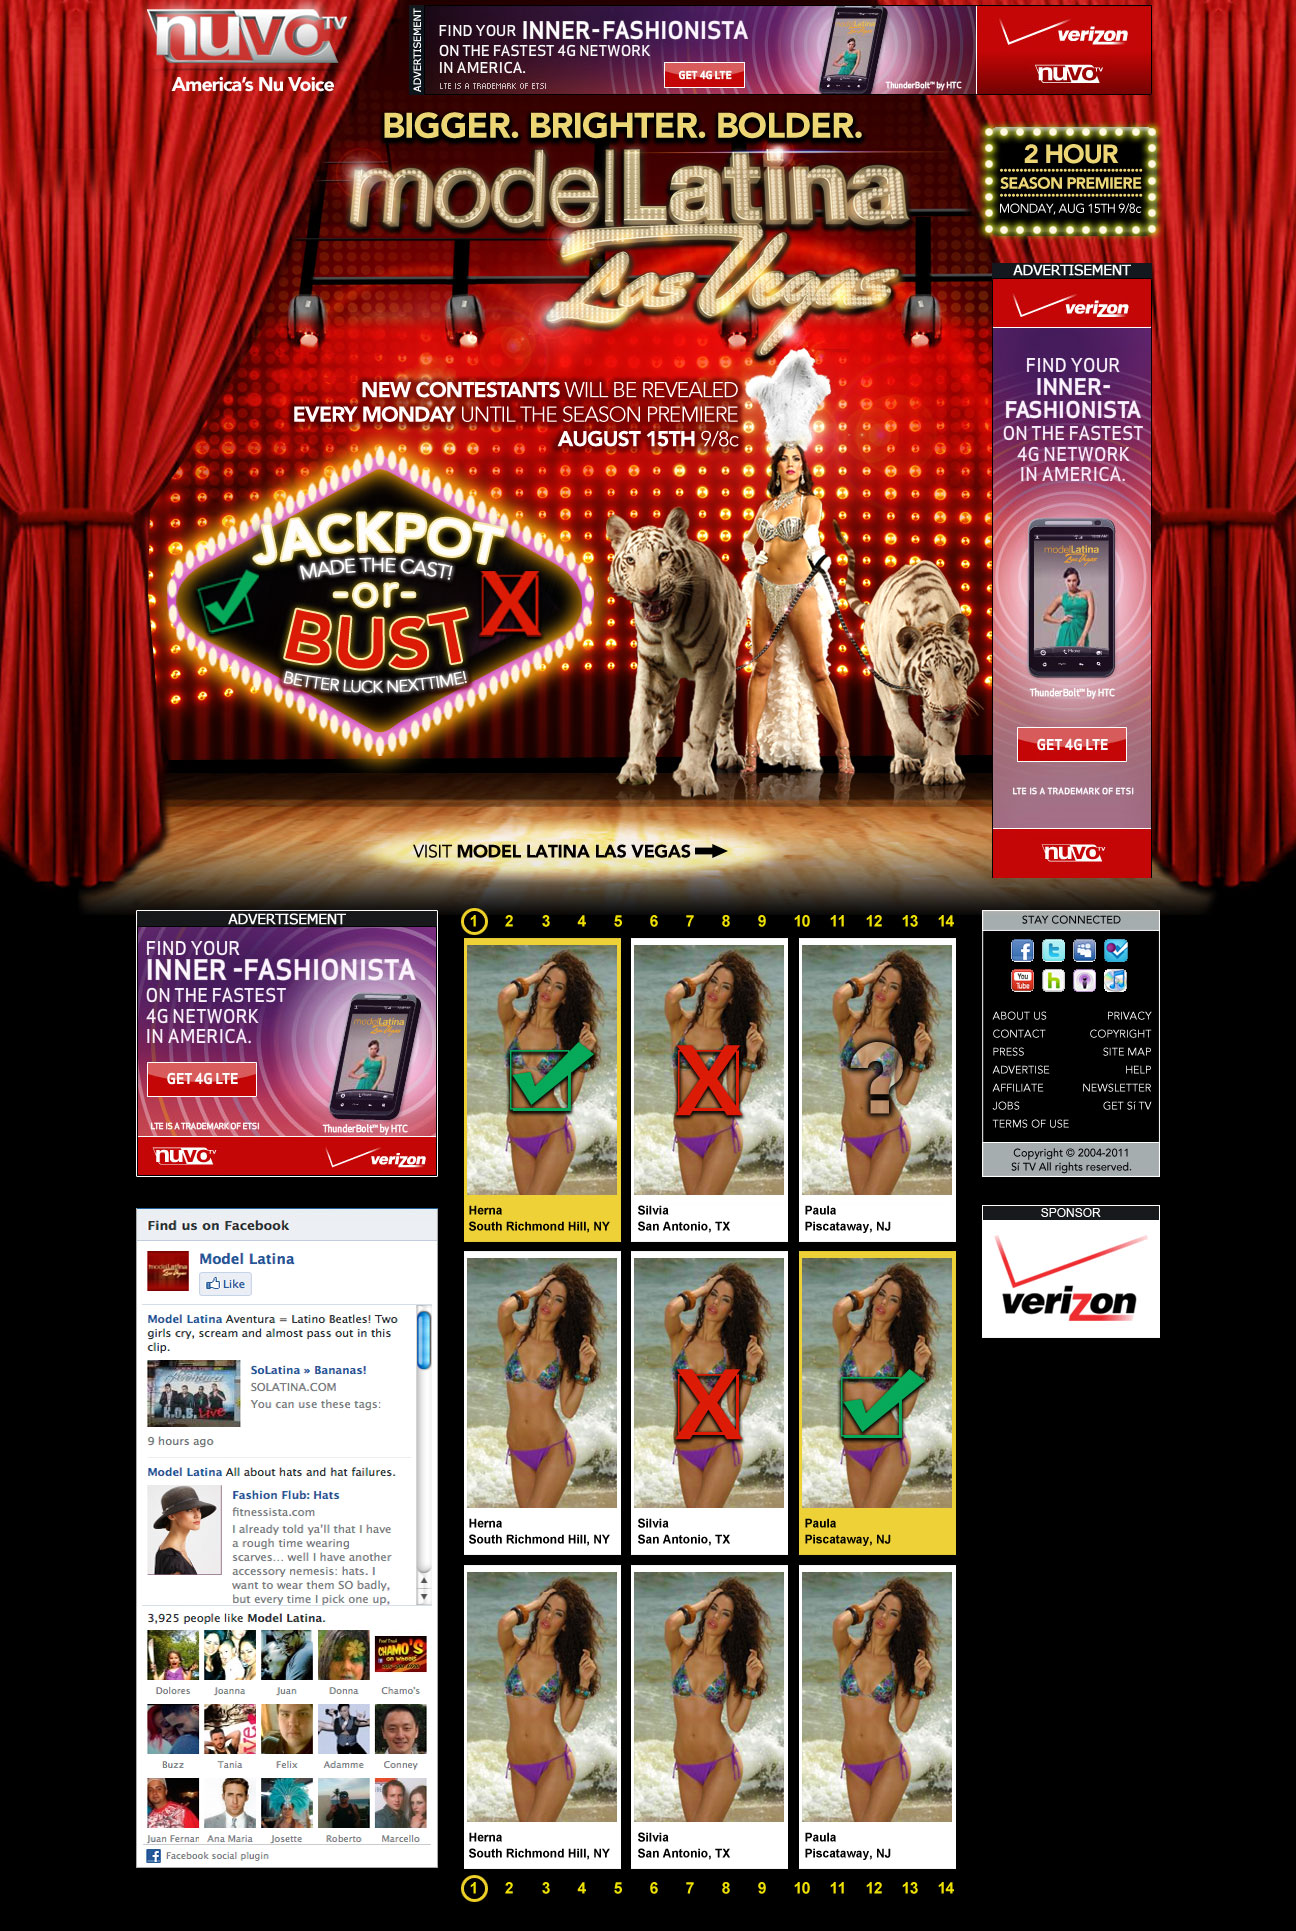 nuvo TV
America's Nu Voice
ADVERTISEMENT
FIND YOUR INNER-FASHIONISTA
ON THE FASTEST 4G NETWORK
IN AMERICA.
GET 4G LTE
LTE IS A TRADEMARK OF ETSI
ThunderBolt™ by HTC
verizon
nuvo TV
BIGGER. BRIGHTER. BOLDER.
modelLatina
Las Vegas
2 HOUR
SEASON PREMIERE
MONDAY, AUG 15TH 9/8c
NEW CONTESTANTS WILL BE REVEALED
EVERY MONDAY UNTIL THE SEASON PREMIERE
AUGUST 15TH 9/8c
JACKPOT
MADE THE CAST!
-or-
BUST
BETTER LUCK NEXTTIME!
VISIT MODEL LATINA LAS VEGAS
ADVERTISEMENT
verizon
FIND YOUR
INNER-
FASHIONISTA
ON THE FASTEST
4G NETWORK
IN AMERICA.
modelLatina
Las Vegas
ThunderBolt™ by HTC
GET 4G LTE
LTE IS A TRADEMARK OF ETSI
nuvo TV
ADVERTISEMENT
FIND YOUR
INNER -FASHIONISTA
ON THE FASTEST
4G NETWORK
IN AMERICA.
modelLatina
Las Vegas
GET 4G LTE
LTE IS A TRADEMARK OF ETSI
ThunderBolt™ by HTC
nuvo TV
verizon
Find us on Facebook
Model Latina
Like
Model Latina Aventura = Latino Beatles! Two
girls cry, scream and almost pass out in this
clip.
SoLatina » Bananas!
SOLATINA.COM
You can use these tags:
K.O.B. Live
9 hours ago
Model Latina All about hats and hat failures.
Fashion Flub: Hats
fitnessista.com
I already told ya'll that I have
a rough time wearing
scarves... well I have another
accessory nemesis: hats. I
want to wear them SO badly,
but every time I pick one up,
3,925 people like Model Latina.
CHAMO'S
Dolores Joanna Juan Donna Chamo's
Buzz Tania Felix Adamme Conney
Juan Fernar Ana Maria Josette Roberto Marcello
Facebook social plugin
1 2 3 4 5 6 7 8 9 10 11 12 13 14
?
Herna
South Richmond Hill, NY
Silvia
San Antonio, TX
Paula
Piscataway, NJ
Herna
South Richmond Hill, NY
Silvia
San Antonio, TX
Paula
Piscataway, NJ
Herna
South Richmond Hill, NY
Silvia
San Antonio, TX
Paula
Piscataway, NJ
1 2 3 4 5 6 7 8 9 10 11 12 13 14
STAY CONNECTED
You Tube
ABOUT US PRIVACY
CONTACT COPYRIGHT
PRESS SITE MAP
ADVERTISE HELP
AFFILIATE NEWSLETTER
JOBS GET Sí TV
TERMS OF USE
Copyright © 2004-2011
Sí TV All rights reserved.
SPONSOR
verizon